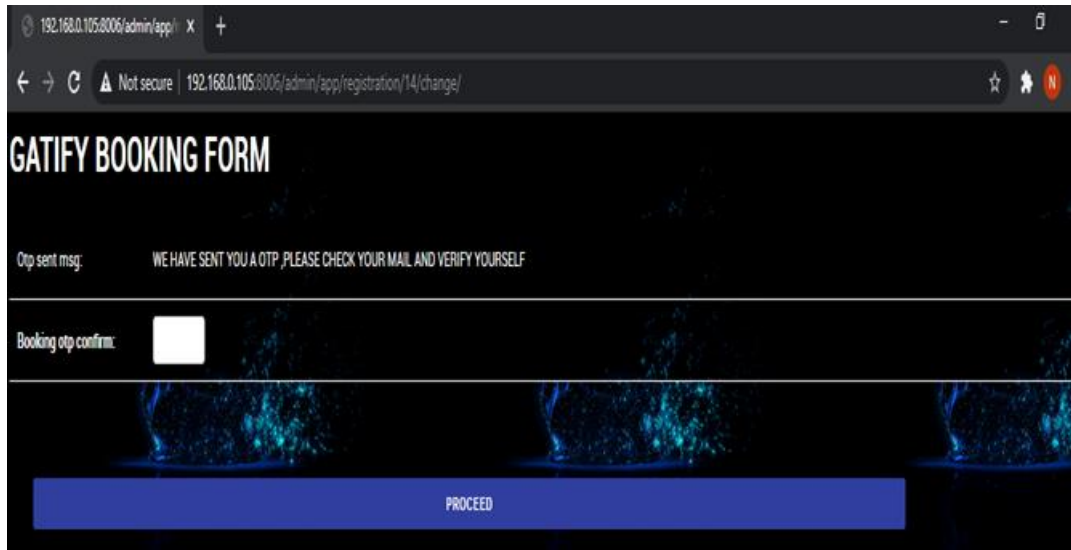 192.168.0.105:8006/admin/app/r
Not secure | 192.168.0.105:8006/admin/app/registration/14/change/
N
GATIFY BOOKING FORM
Otp sent msg: WE HAVE SENT YOU A OTP ,PLEASE CHECK YOUR MAIL AND VERIFY YOURSELF
Booking otp confirm:
PROCEED